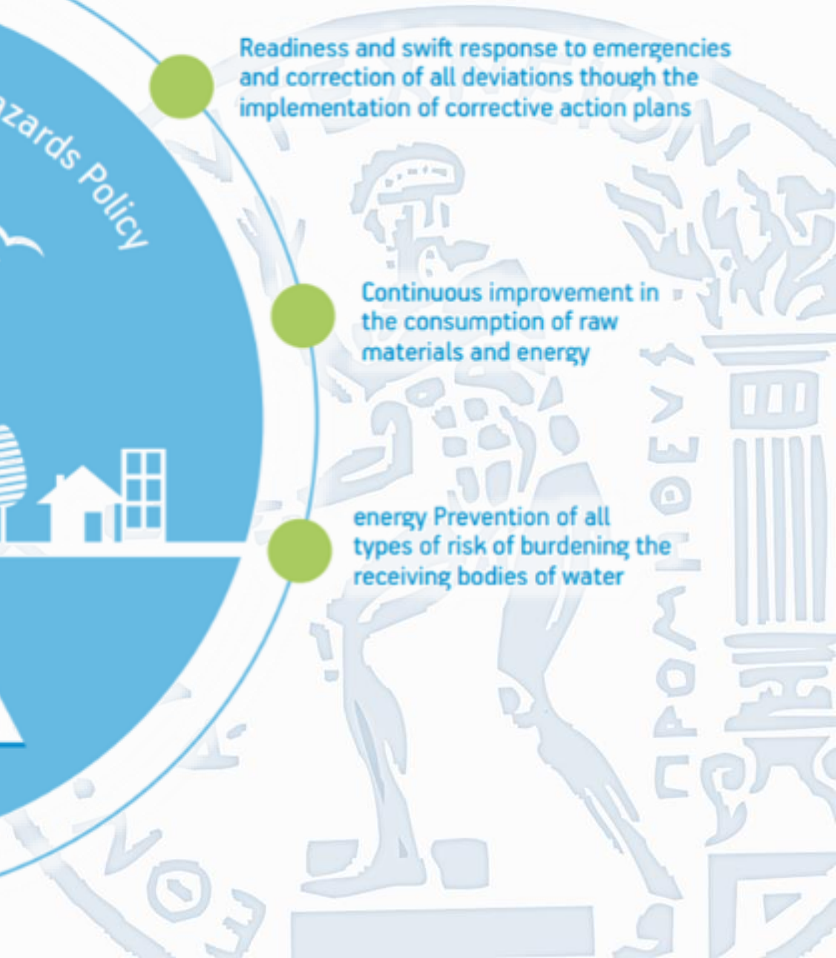 azards Policy
Readiness and swift response to emergencies
and correction of all deviations though the
implementation of corrective action plans
Continuous improvement in
the consumption of raw
materials and energy
energy Prevention of all
types of risk of burdening the
receiving bodies of water
ΠΡΟΜΗΘΕΥΣ